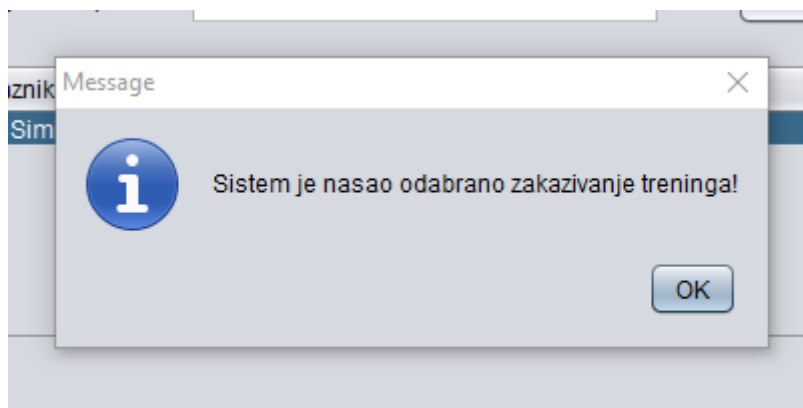 Message
znik
Sim
Sistem je nasao odabrano zakazivanje treninga!
OK